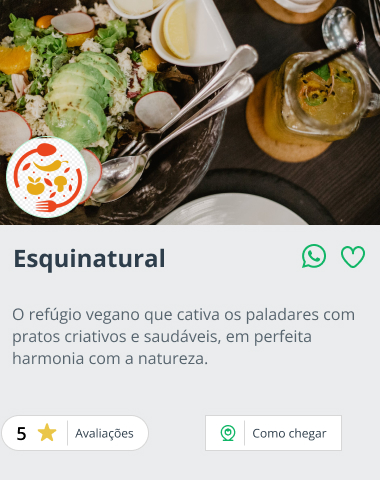 Esquinatural
O refúgio vegano que cativa os paladares com
pratos criativos e saudáveis, em perfeita
harmonia com a natureza.
5 Avaliações
Como chegar